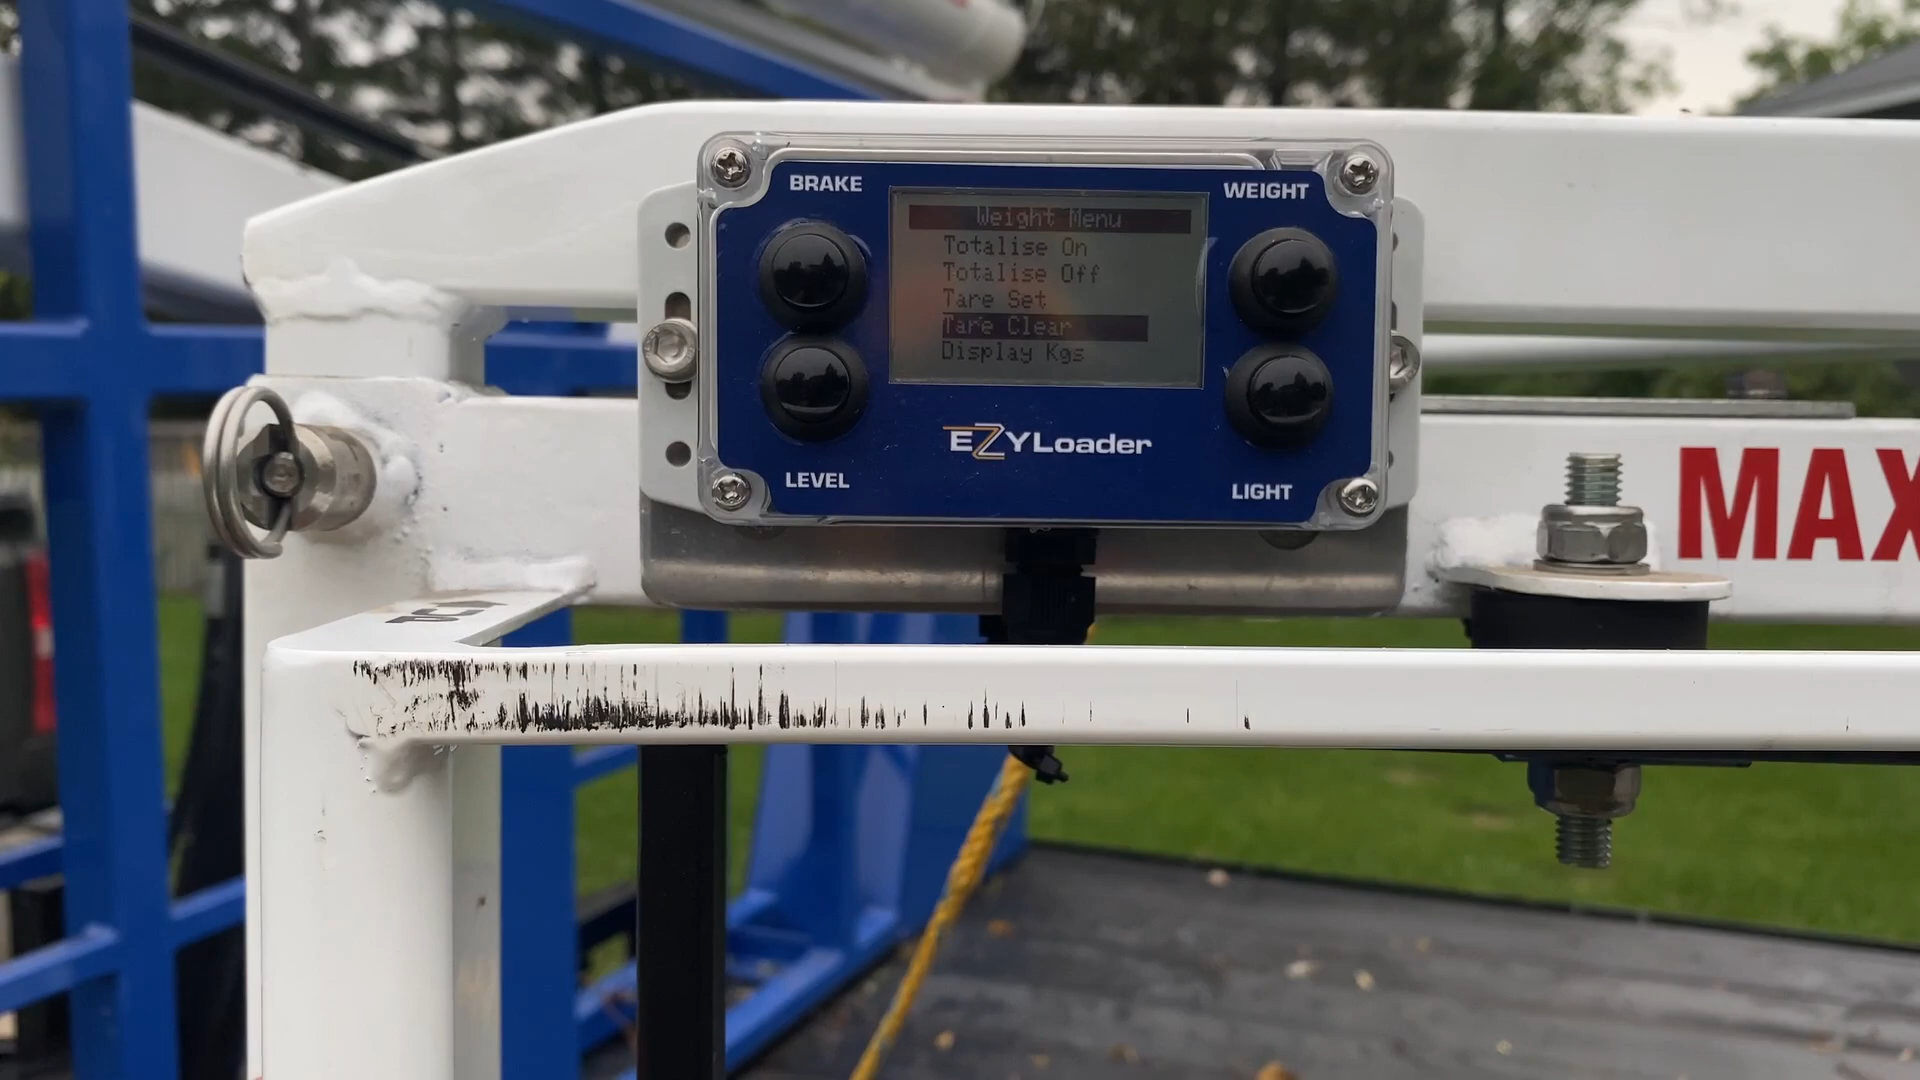 BRAKE
WEIGHT
Weight Menu
Totalise On
Totalise Off
Tare Set
Tare Clear
Display Kgs
EZYLoader
LEVEL
LIGHT
MAX